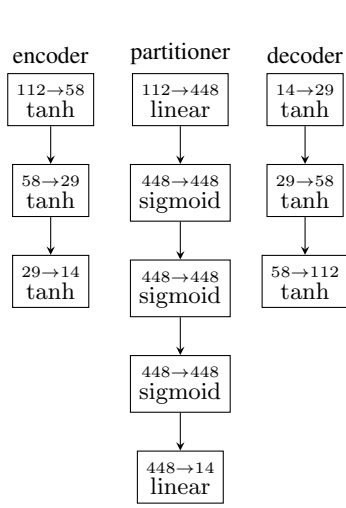 encoder
112→58
tanh
58→29
tanh
29→14
tanh
partitioner
112→448
linear
448→448
sigmoid
448→448
sigmoid
448→448
sigmoid
448→14
linear
decoder
14→29
tanh
29→58
tanh
58→112
tanh